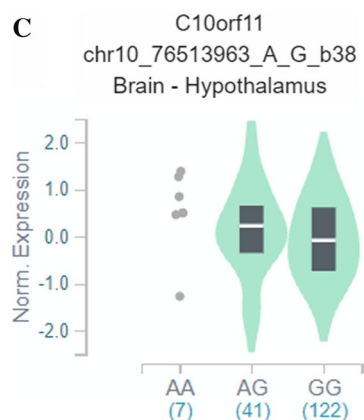 C
C10orf11
chr10_76513963_A_G_b38
Brain - Hypothalamus
Norm. Expression
2.0
1.0
0.0
-1.0
-2.0
AA AG GG
(7) (41) (122)